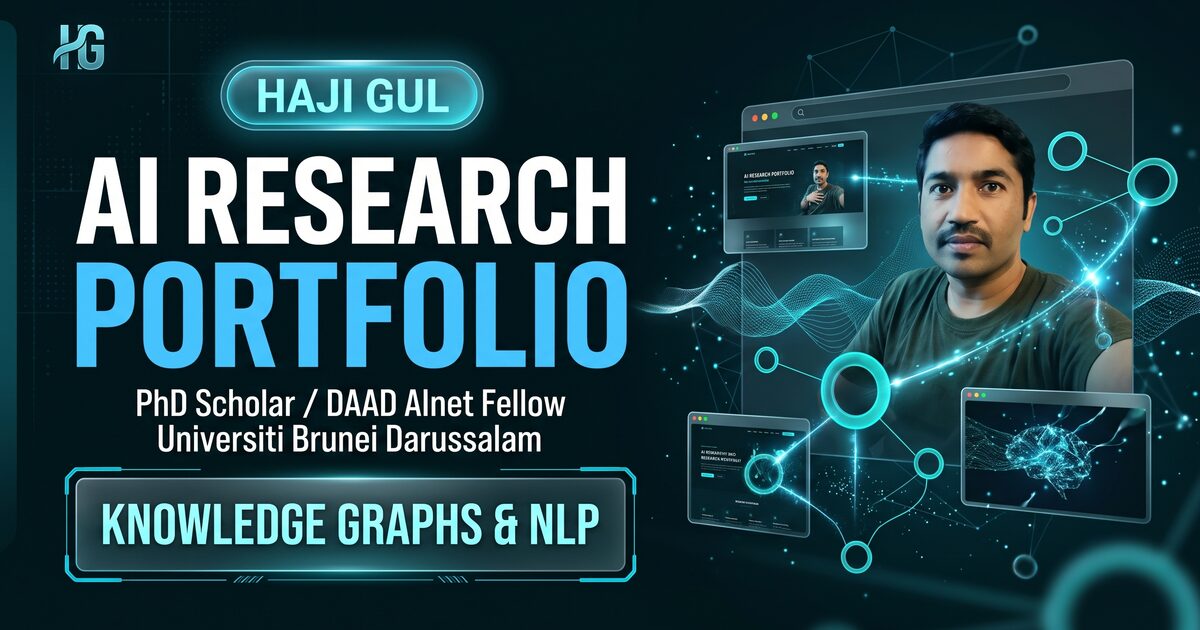 HG
HAJI GUL
AI RESEARCH
PORTFOLIO
PhD Scholar / DAAD AInet Fellow
Universiti Brunei Darussalam
KNOWLEDGE GRAPHS & NLP
AI RESEARCH PORTFOLIO